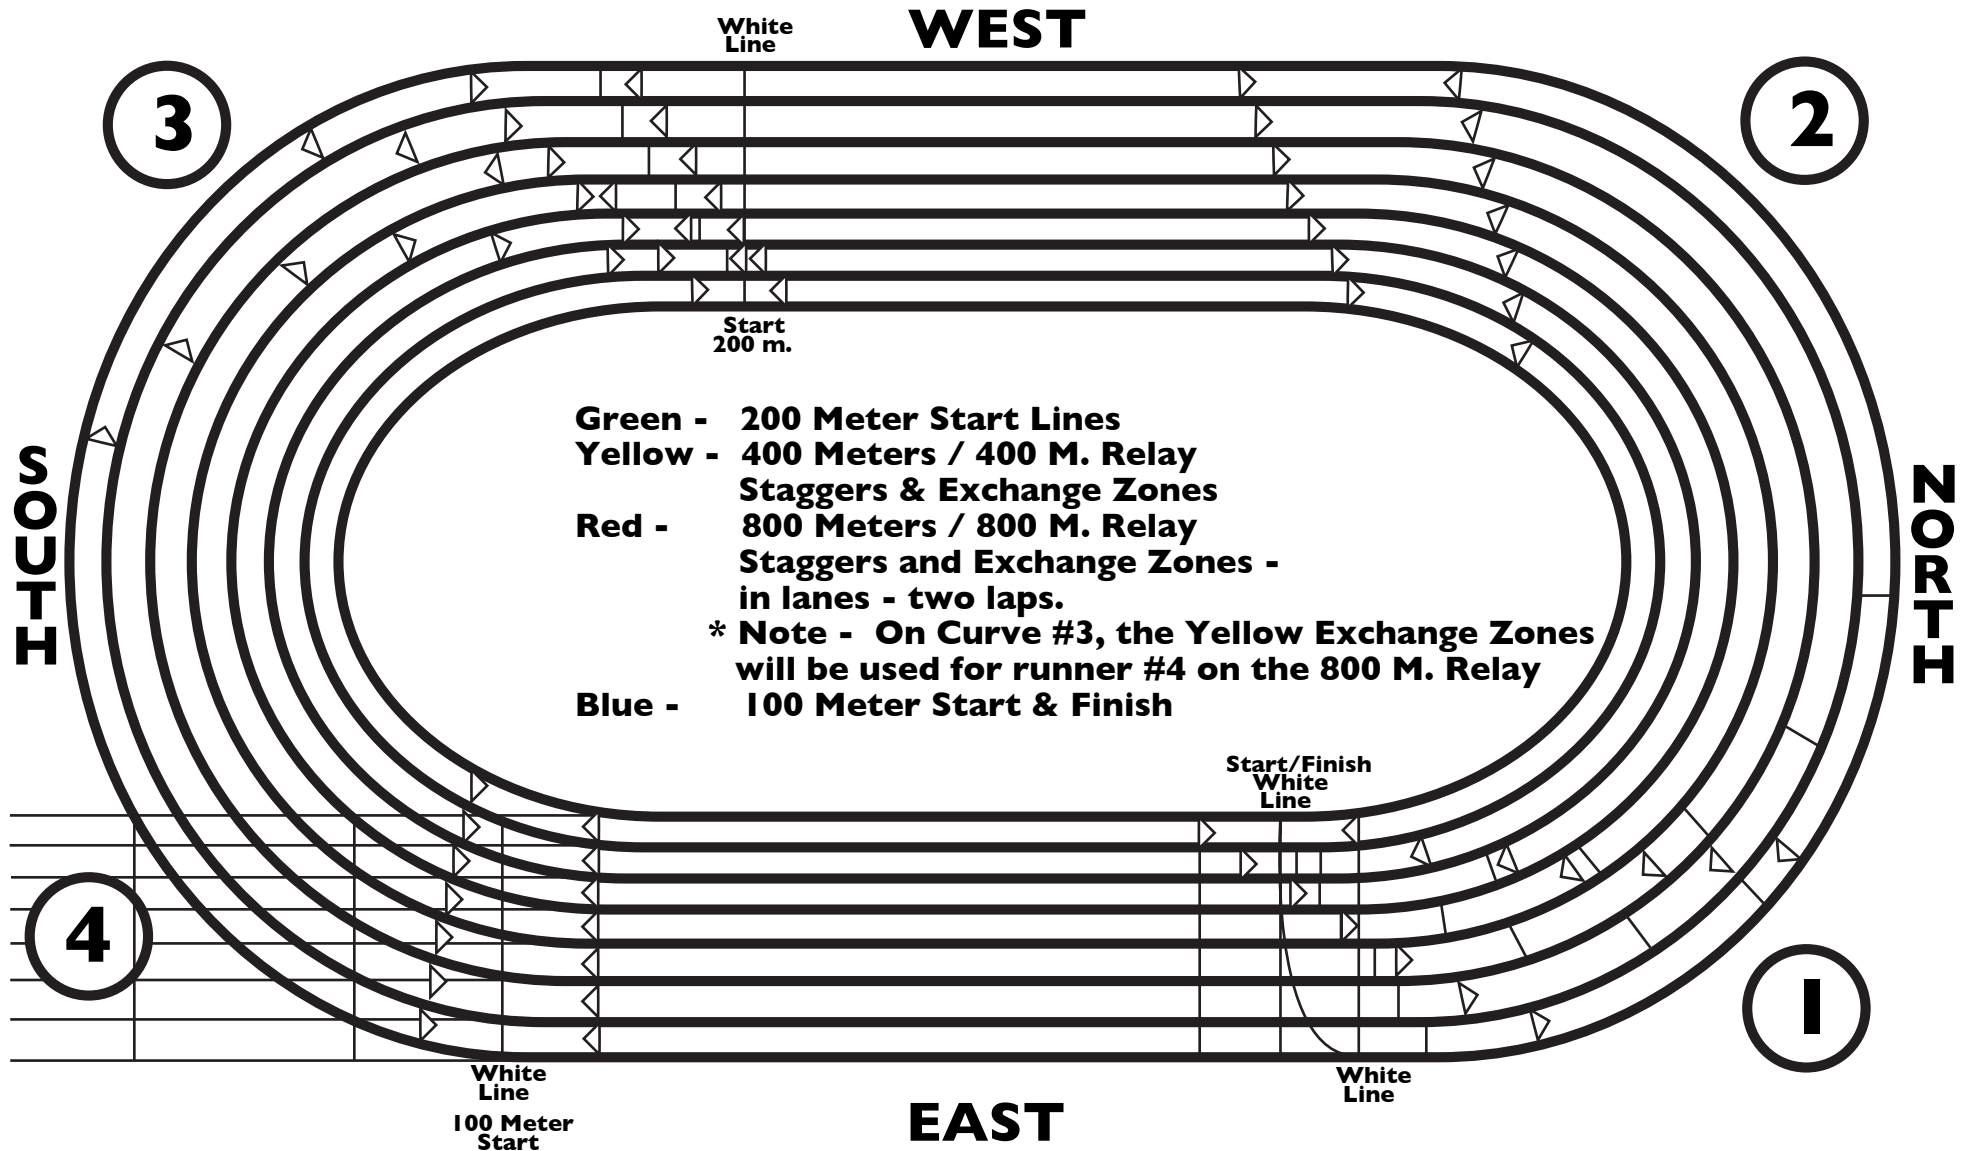 White
Line
WEST
3
2
Start
200 m.
Green - 200 Meter Start Lines
Yellow - 400 Meters / 400 M. Relay
Staggers & Exchange Zones
Red - 800 Meters / 800 M. Relay
Staggers and Exchange Zones -
in lanes - two laps.
* Note - On Curve #3, the Yellow Exchange Zones
will be used for runner #4 on the 800 M. Relay
Blue - 100 Meter Start & Finish
SOUTH
NORTH
Start/Finish
White
Line
4
1
White
Line
100 Meter
Start
EAST
White
Line